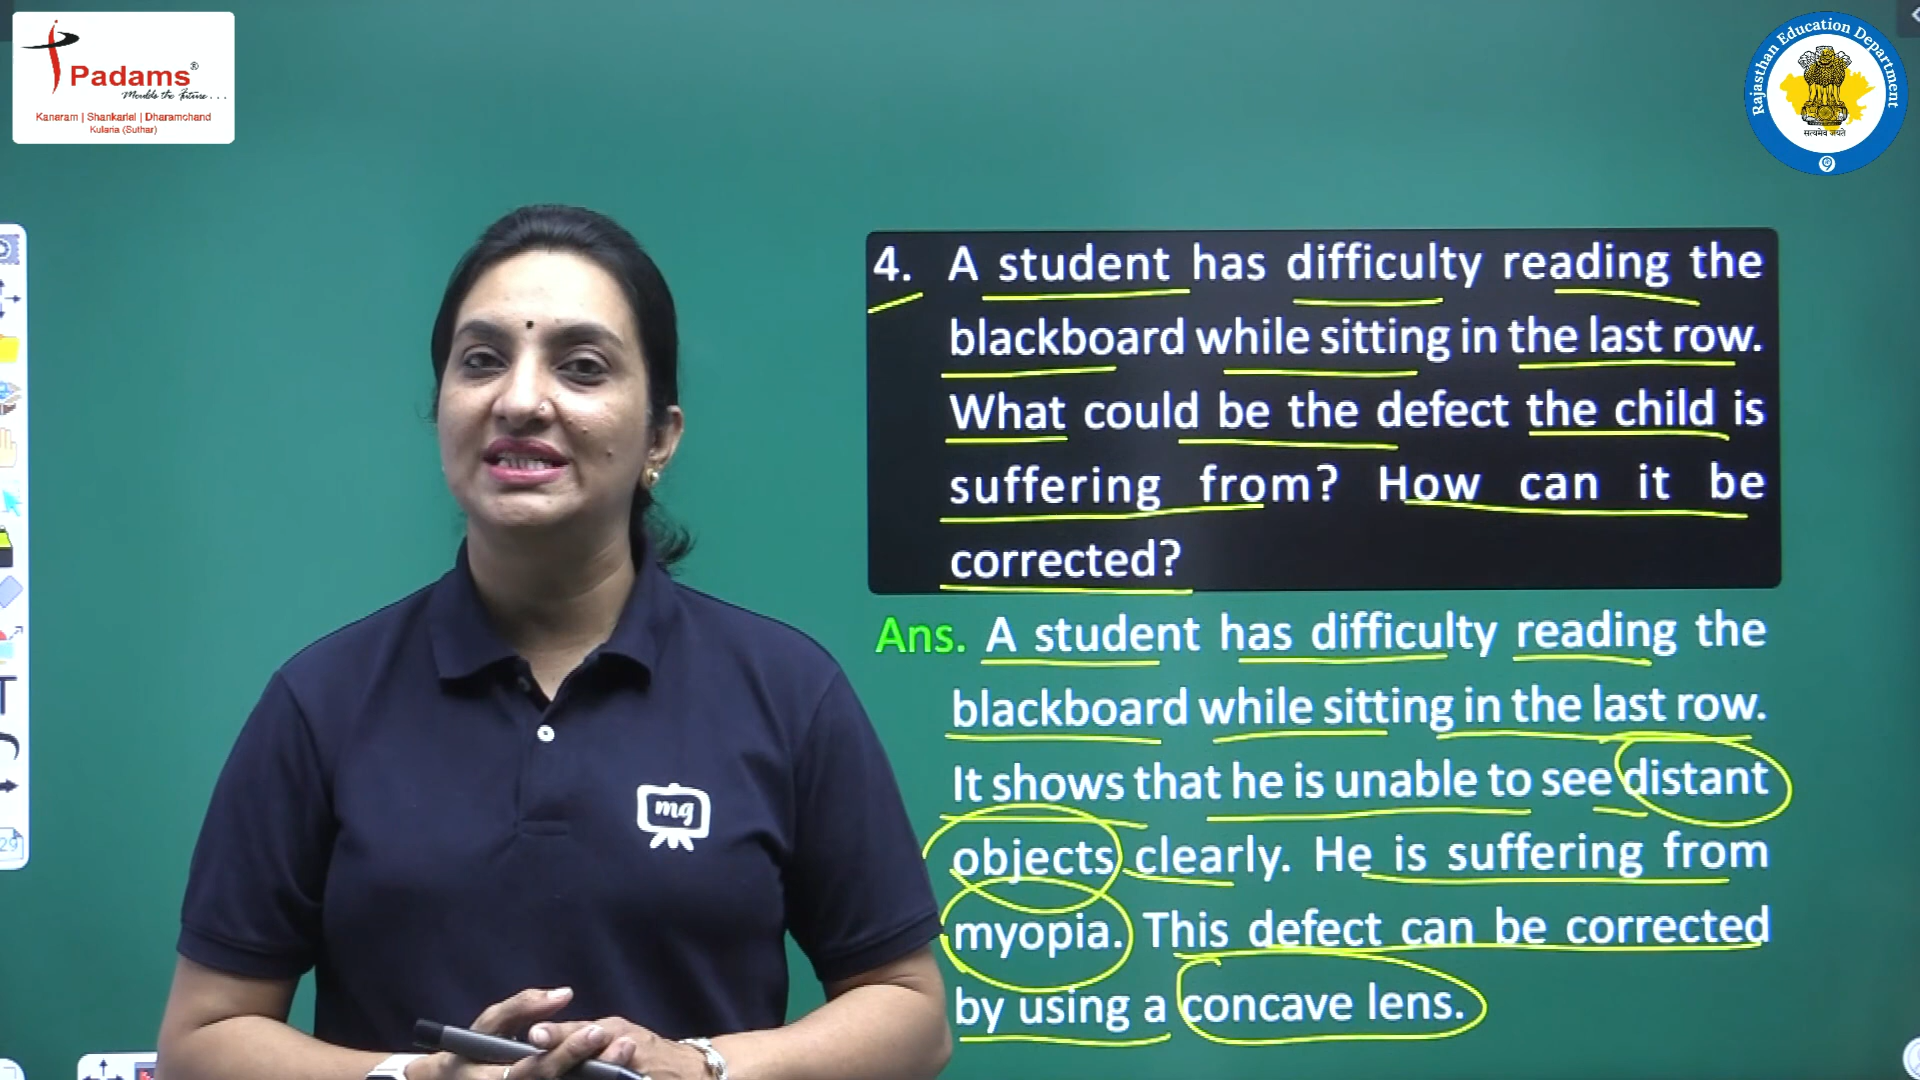 Padams®
Moulds the Future...
Kanaram | Shankarlal | Dharamchand
Kularia (Suthar)
Rajasthan Education Department
सत्यमेव जयते
4. A student has difficulty reading the
blackboard while sitting in the last row.
What could be the defect the child is
suffering from? How can it be
corrected?
Ans. A student has difficulty reading the
blackboard while sitting in the last row.
It shows that he is unable to see distant
objects clearly. He is suffering from
myopia. This defect can be corrected
by using a concave lens.
mg
T
29